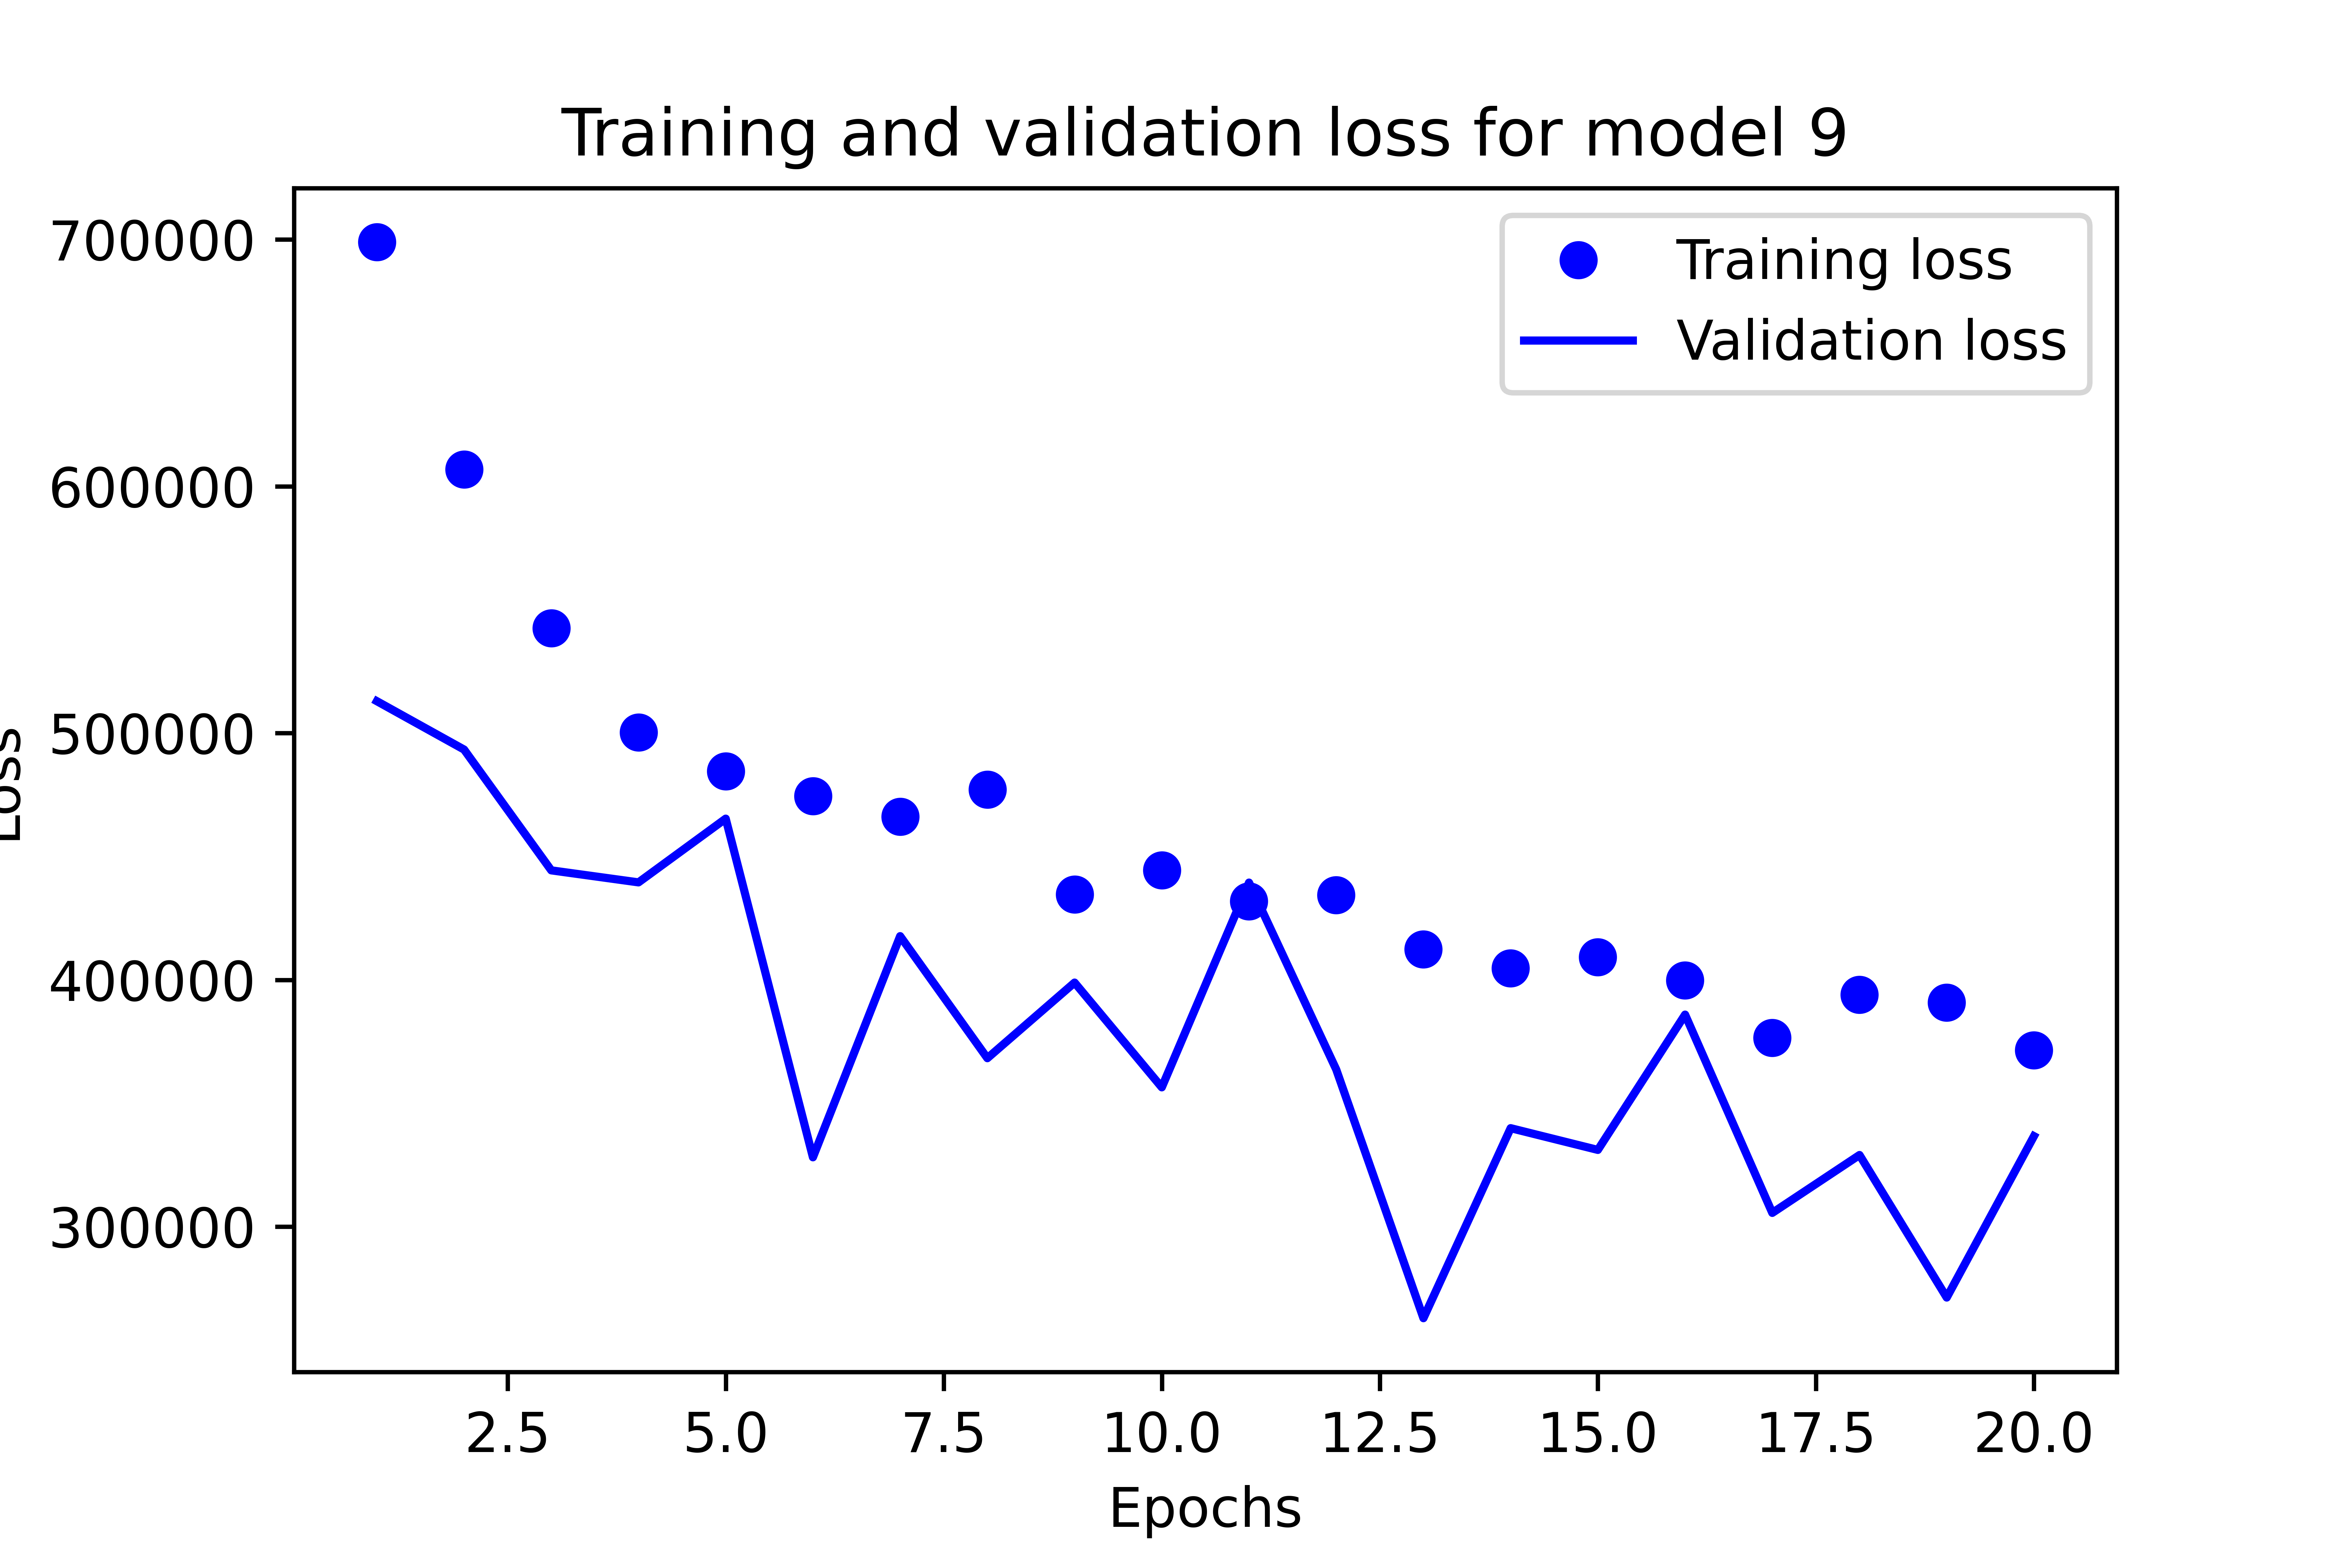 Training and validation loss for model 9
Training loss
Validation loss
700000
600000
500000
400000
300000
Loss
2.5 5.0 7.5 10.0 12.5 15.0 17.5 20.0
Epochs